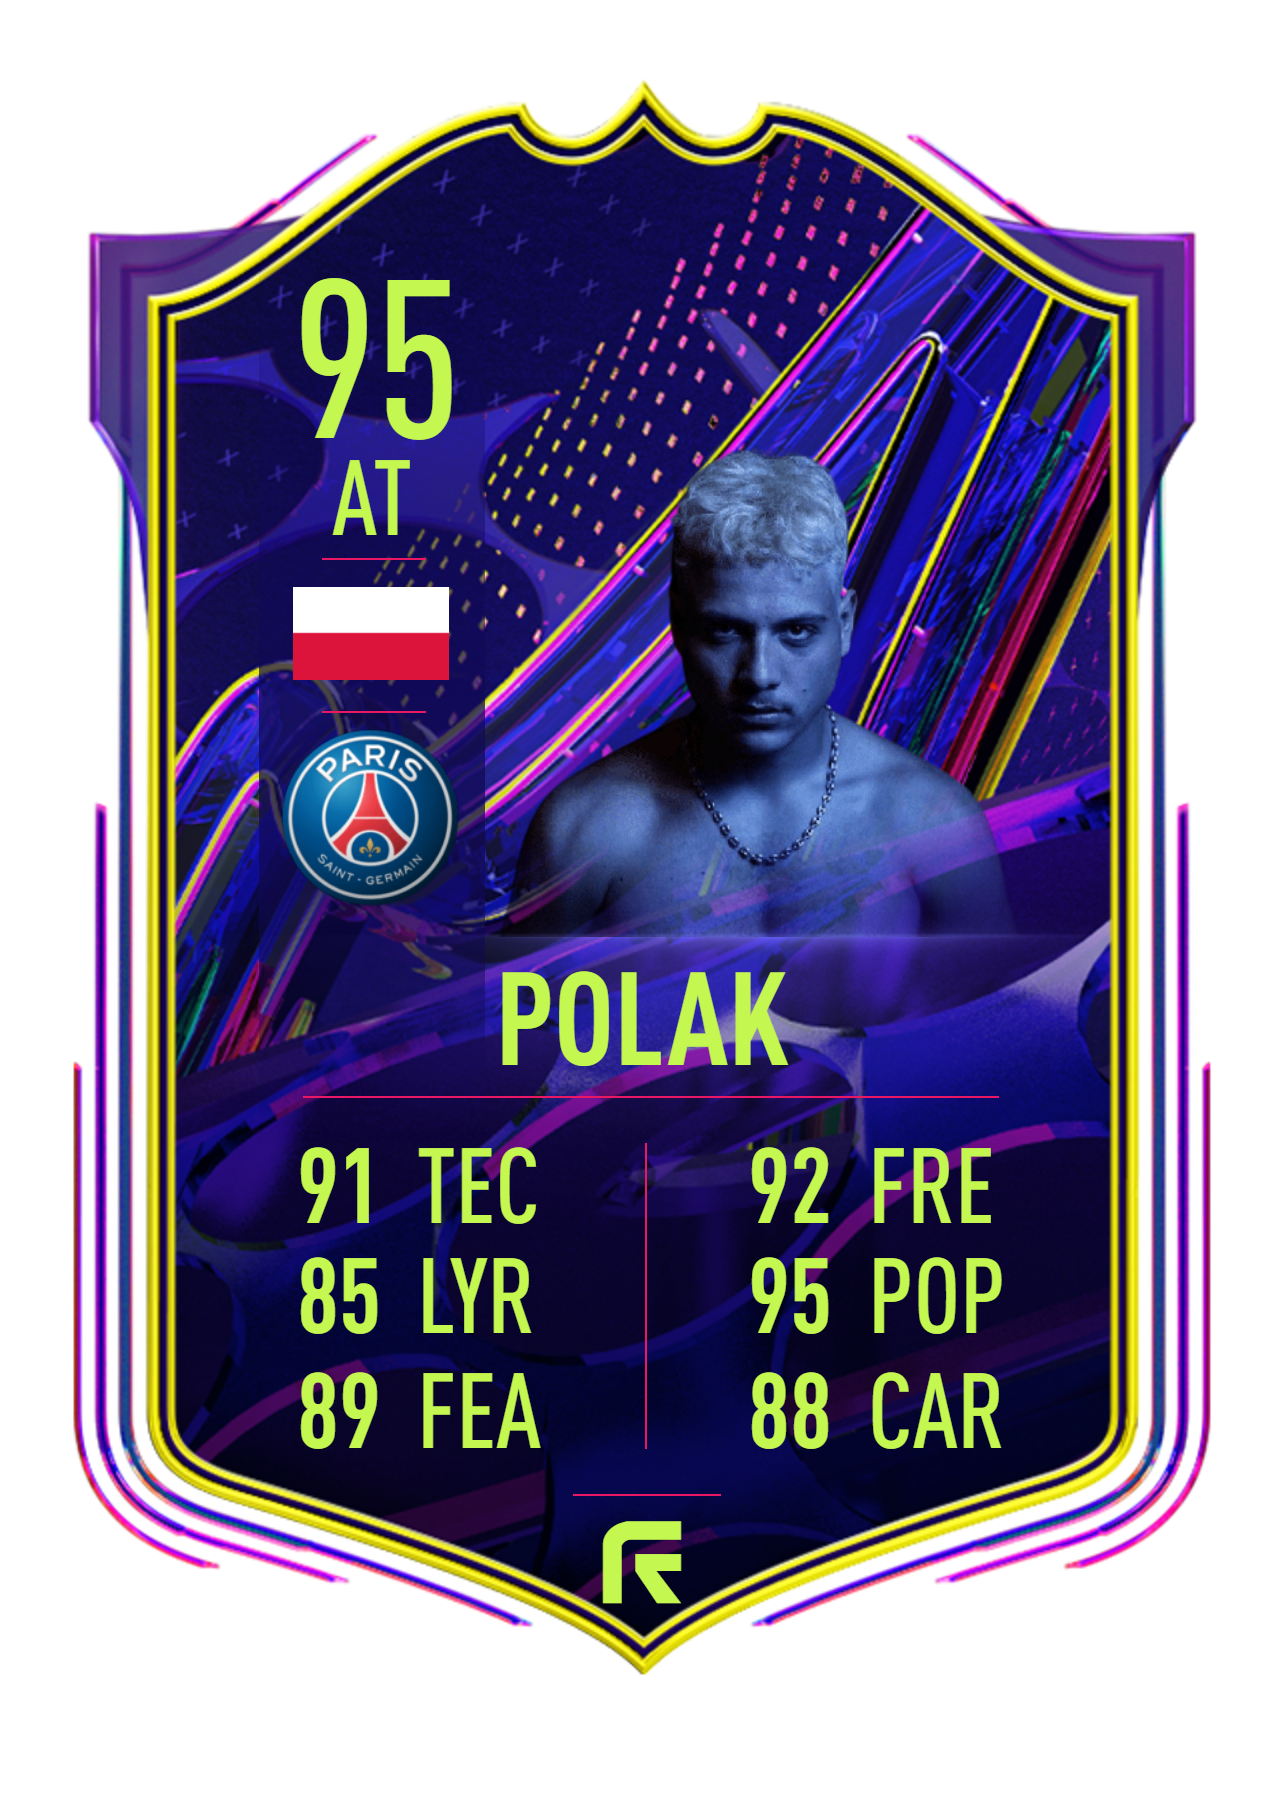 95
AT
PARIS
SAINT - GERMAIN
POLAK
91 TEC 92 FRE
85 LYR 95 POP
89 FEA 88 CAR